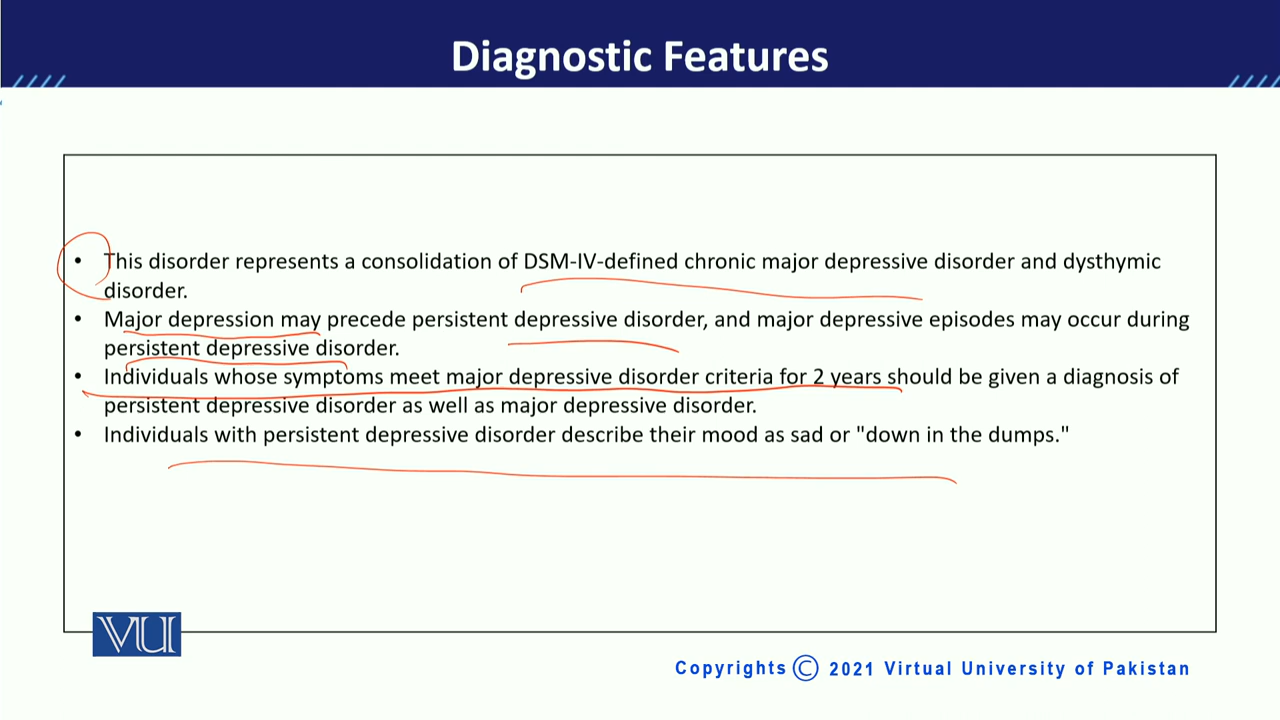 Diagnostic Features
• This disorder represents a consolidation of DSM-IV-defined chronic major depressive disorder and dysthymic
disorder.
• Major depression may precede persistent depressive disorder, and major depressive episodes may occur during
persistent depressive disorder.
• Individuals whose symptoms meet major depressive disorder criteria for 2 years should be given a diagnosis of
persistent depressive disorder as well as major depressive disorder.
• Individuals with persistent depressive disorder describe their mood as sad or "down in the dumps."
VU
Copyrights © 2021 Virtual University of Pakistan